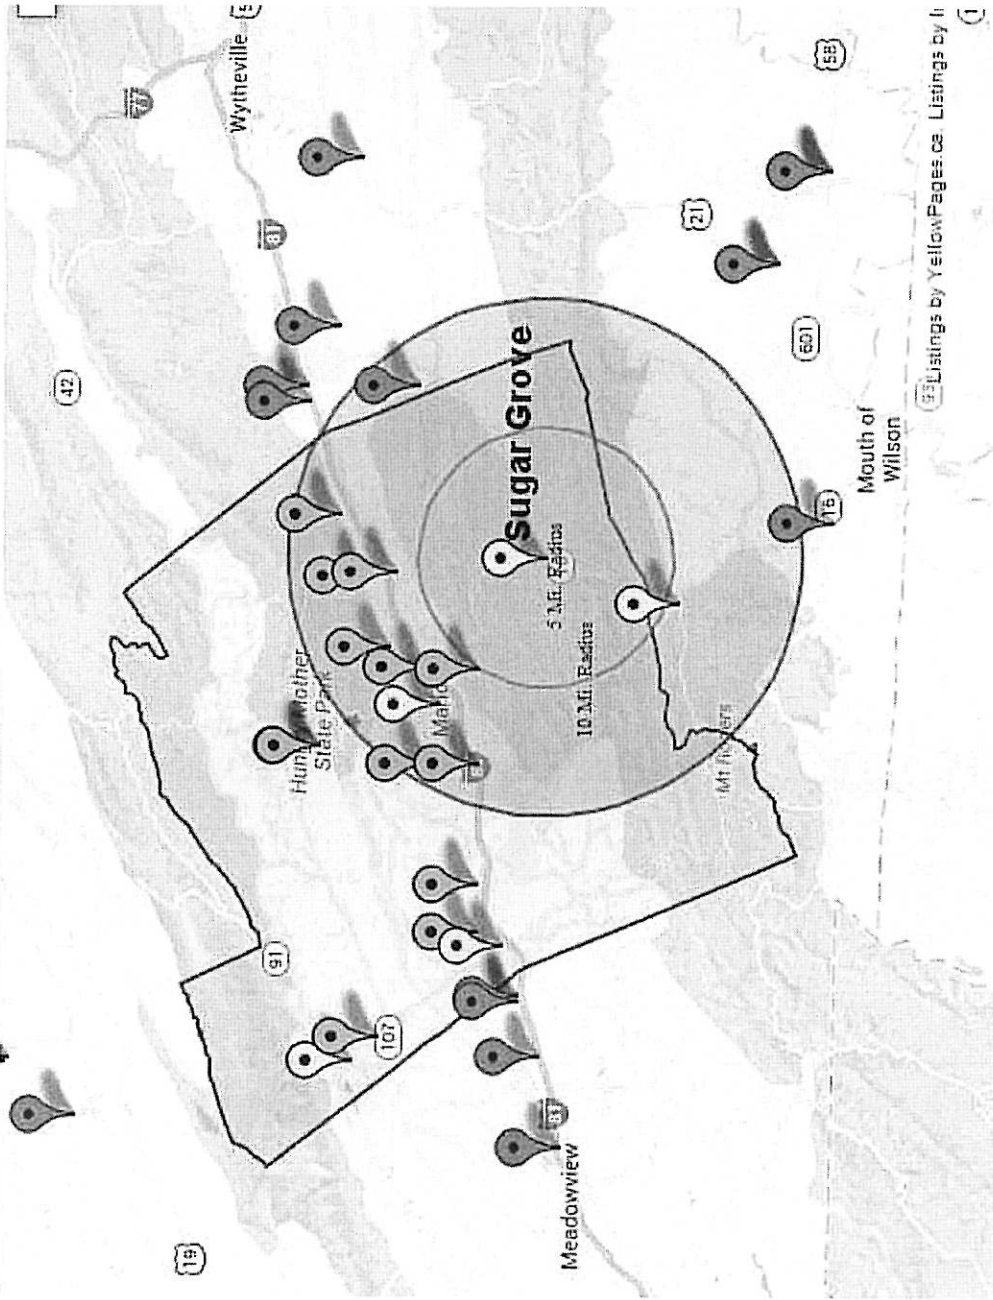 42
77
Wytheville
81
58
21
601
Sugar Grove
5 Mi. Radius
10 Mi. Radius
Mother
State Park
16
Mouth of
Wilson
91
107
Meadowview
19
Listings by YellowPages.ca. Listings by